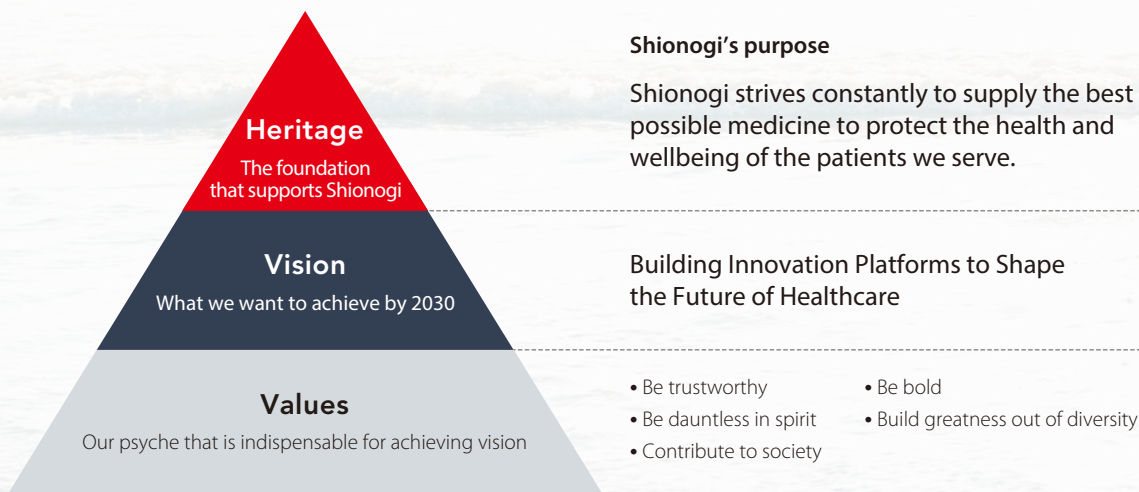 Heritage
The foundation
that supports Shionogi
Shionogi's purpose
Shionogi strives constantly to supply the best
possible medicine to protect the health and
wellbeing of the patients we serve.
Vision
What we want to achieve by 2030
Building Innovation Platforms to Shape
the Future of Healthcare
Values
Our psyche that is indispensable for achieving vision
• Be trustworthy
• Be dauntless in spirit
• Contribute to society
• Be bold
• Build greatness out of diversity